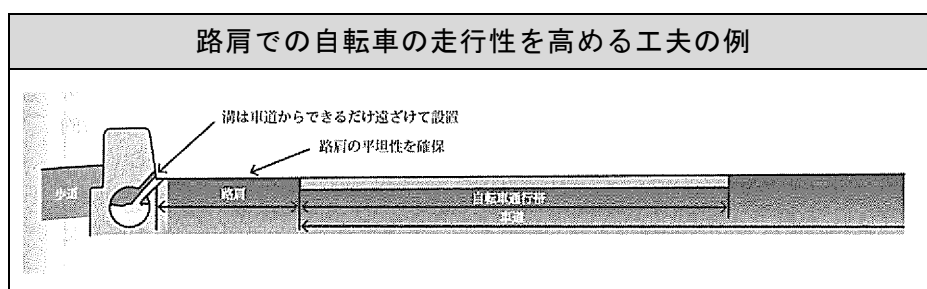 路肩での自転車の走行性を高める工夫の例
溝は車道からできるだけ遠ざけて設置
路肩の平坦性を確保
歩道
路肩
自転車通行帯
車道